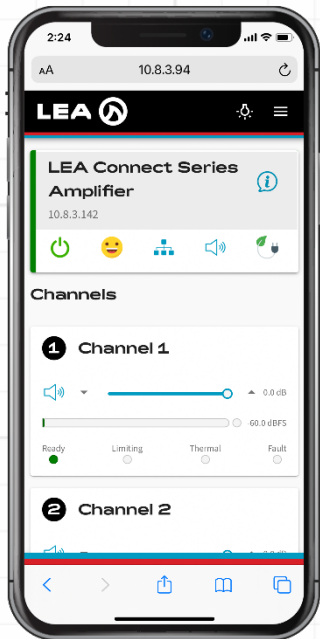 2:24
AA 10.8.3.94
LEA
LEA Connect Series
Amplifier
10.8.3.142
Channels
1 Channel 1
0.0 dB
-60.0 dBFS
Ready Limiting Thermal Fault
2 Channel 2